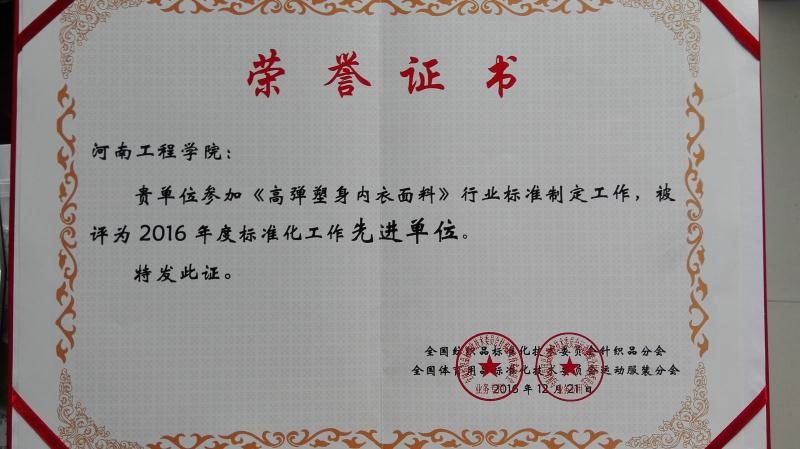 荣誉证书
河南工程学院：
贵单位参加《高弹塑身内衣面料》行业标准制定工作，被
评为2016年度标准化工作先进单位。
特发此证。
全国纺织品标准化技术委员会针织品分会
全国体育用品标准化技术委员会运动服装分会
2016年12月21日